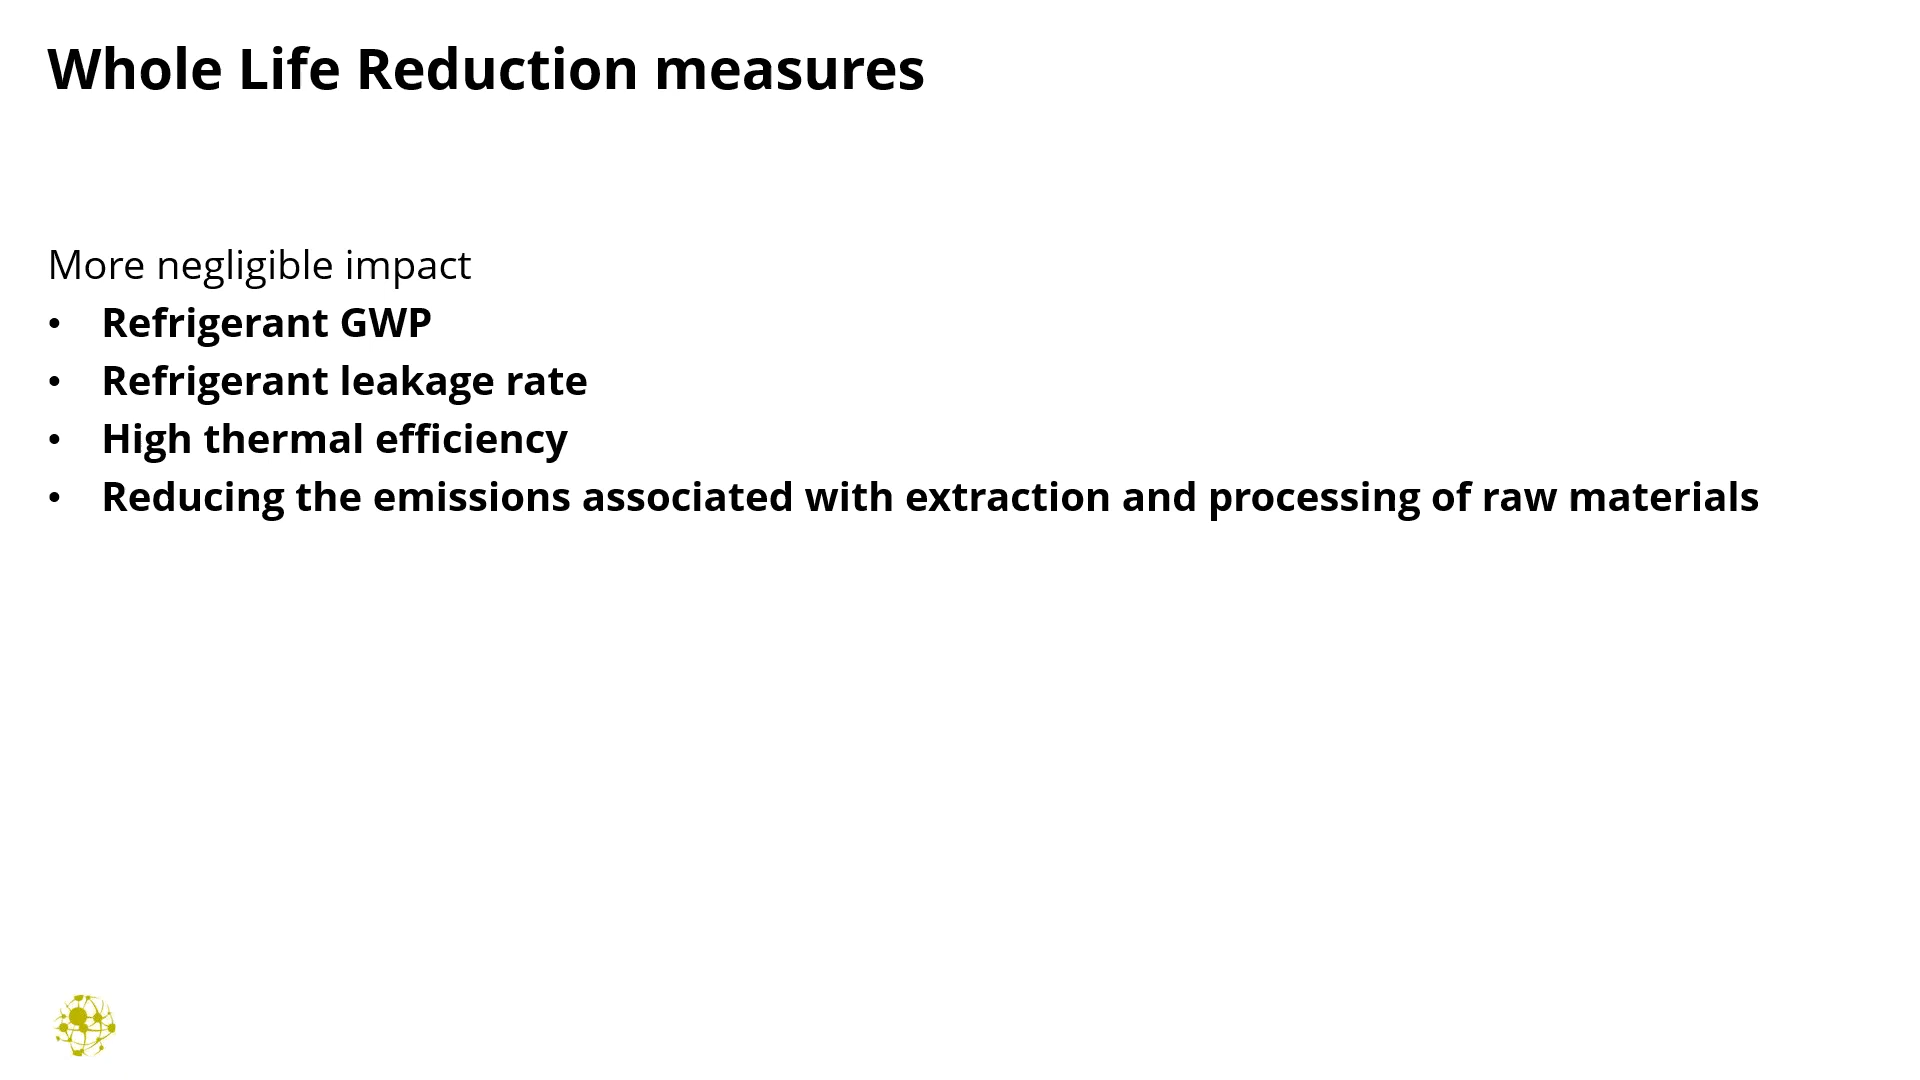 Whole Life Reduction measures
More negligible impact
• Refrigerant GWP
• Refrigerant leakage rate
• High thermal efficiency
• Reducing the emissions associated with extraction and processing of raw materials